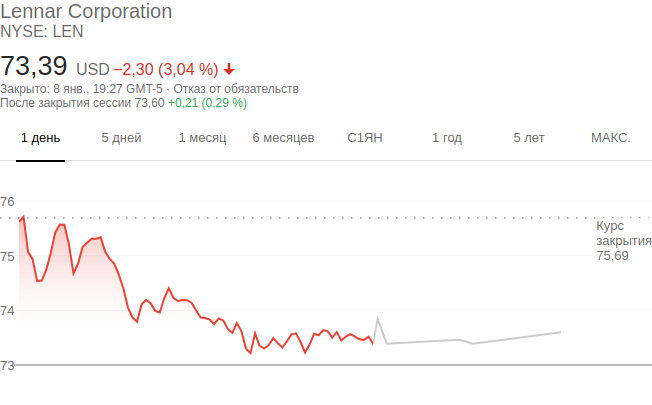 Lennar Corporation
NYSE: LEN
73,39 USD −2,30 (3,04 %)
Закрыто: 8 янв., 19:27 GMT-5 · Отказ от обязательств
После закрытия сессии 73,60 +0,21 (0,29 %)
1 день 5 дней 1 месяц 6 месяцев С1ЯН 1 год 5 лет МАКС.
76
Курс
закрытия
75,69
75
74
73